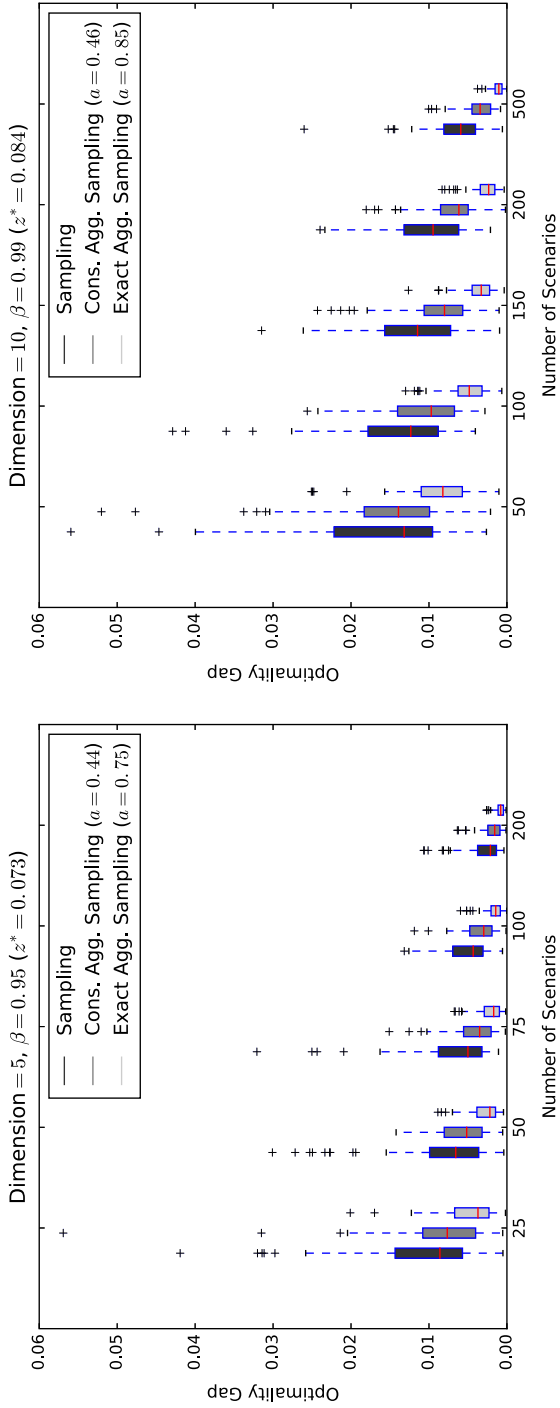 Dimension = 5, β = 0.95 (z* = 0.073)
Sampling
Cons. Agg. Sampling (a = 0.44)
Exact Agg. Sampling (a = 0.75)
Optimality Gap
0.06
0.05
0.04
0.03
0.02
0.01
0.00
25
50
75
100
200
Number of Scenarios
Dimension = 10, β = 0.99 (z* = 0.084)
Sampling
Cons. Agg. Sampling (a = 0.46)
Exact Agg. Sampling (a = 0.85)
Optimality Gap
0.06
0.05
0.04
0.03
0.02
0.01
0.00
50
100
150
200
500
Number of Scenarios